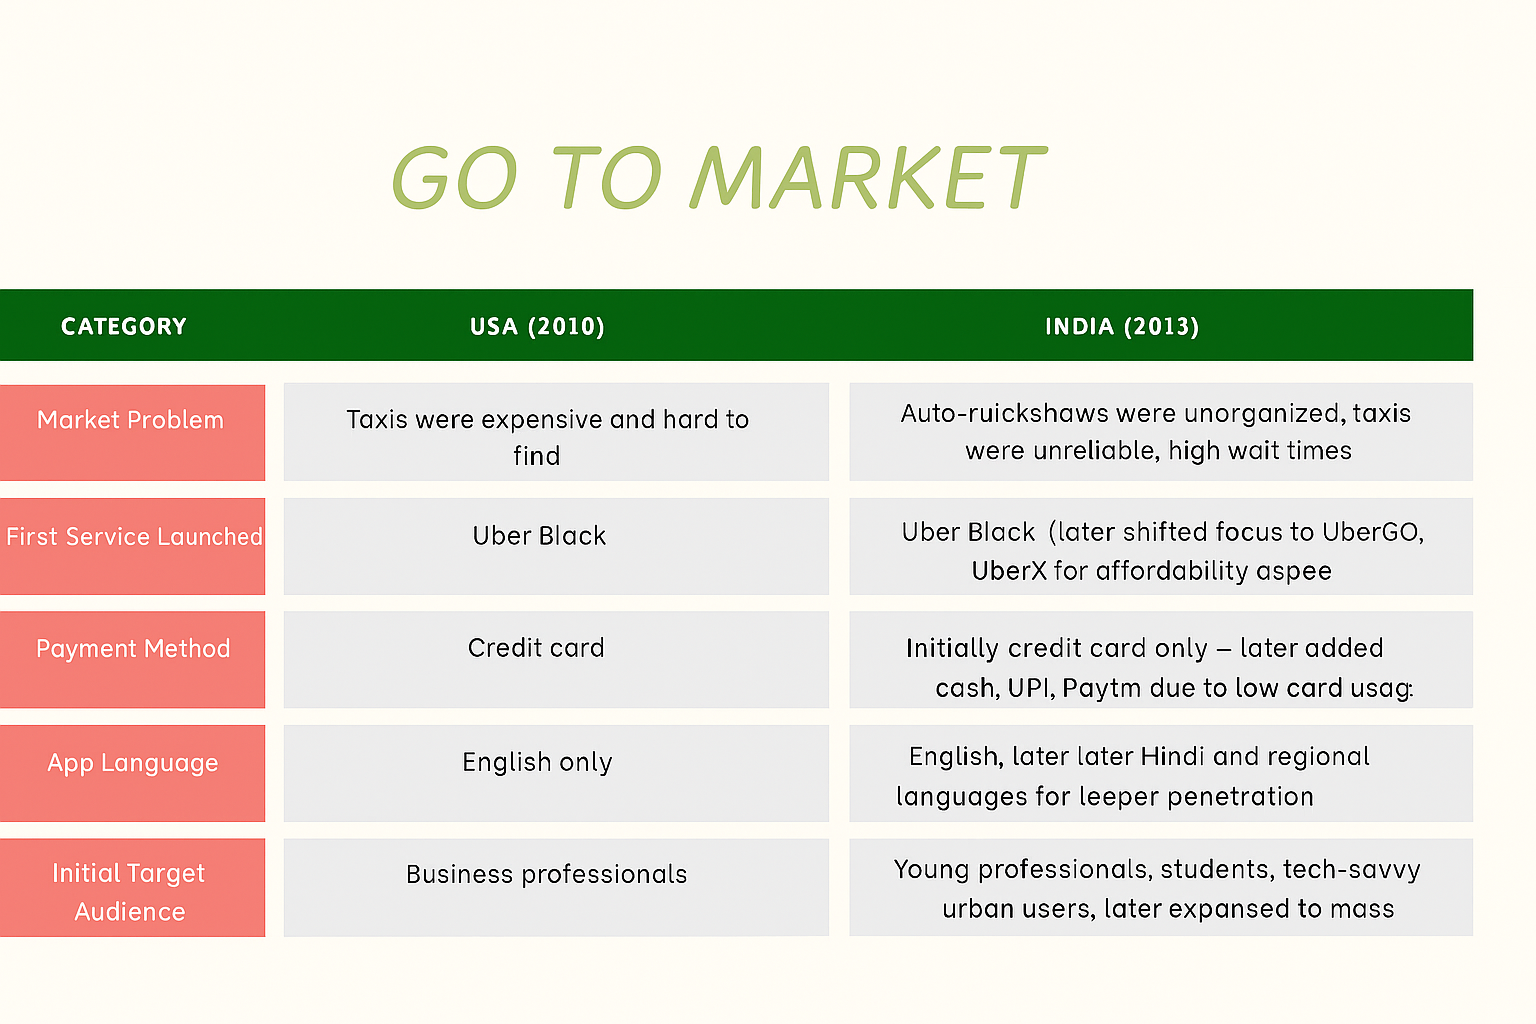 GO TO MARKET
CATEGORY USA (2010) INDIA (2013)
Market Problem
Taxis were expensive and hard to
find
Auto-ruickshaws were unorganized, taxis
were unreliable, high wait times
First Service Launched
Uber Black
Uber Black (later shifted focus to UberGO,
UberX for affordability aspee
Payment Method
Credit card
Initially credit card only – later added
cash, UPI, Paytm due to low card usag:
App Language
English only
English, later later Hindi and regional
languages for leeper penetration
Initial Target
Audience
Business professionals
Young professionals, students, tech-savvy
urban users, later expansed to mass